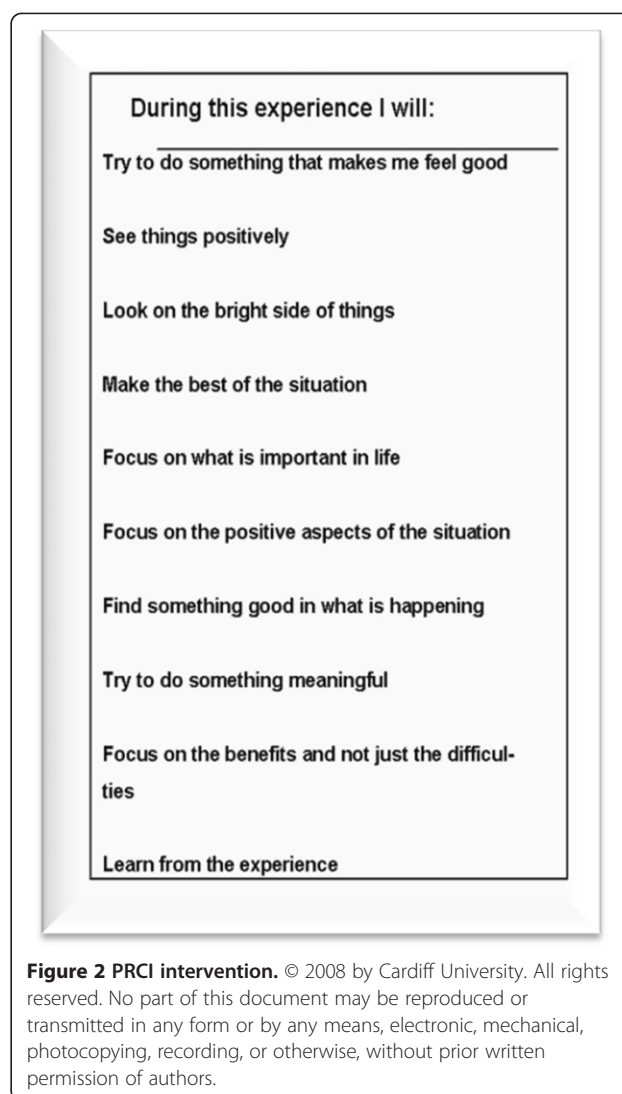 During this experience I will:
Try to do something that makes me feel good
See things positively
Look on the bright side of things
Make the best of the situation
Focus on what is important in life
Focus on the positive aspects of the situation
Find something good in what is happening
Try to do something meaningful
Focus on the benefits and not just the difficul-
ties
Learn from the experience
Figure 2 PRCI intervention. © 2008 by Cardiff University. All rights
reserved. No part of this document may be reproduced or
transmitted in any form or by any means, electronic, mechanical,
photocopying, recording, or otherwise, without prior written
permission of authors.